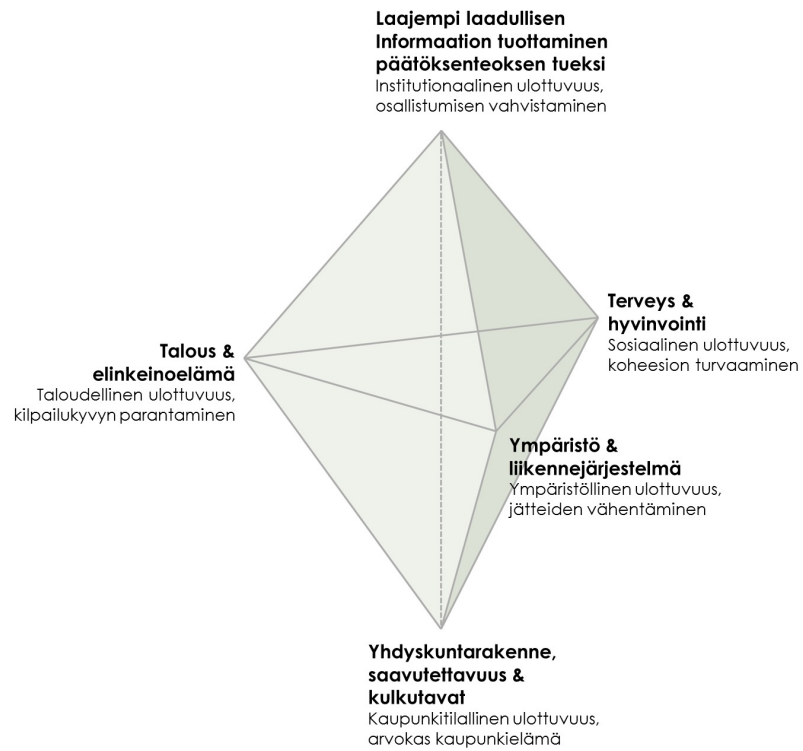 Laajempi laadullisen
Informaation tuottaminen
päätöksenteoksen tueksi
Institutionaalinen ulottuvuus,
osallistumisen vahvistaminen
Terveys &
hyvinvointi
Sosiaalinen ulottuvuus,
koheesion turvaaminen
Talous &
elinkeinoelämä
Taloudellinen ulottuvuus,
kilpailukyvyn parantaminen
Ympäristö &
liikennejärjestelmä
Ympäristöllinen ulottuvuus,
jätteiden vähentäminen
Yhdyskuntarakenne,
saavutettavuus &
kulkutavat
Kaupunkitilallinen ulottuvuus,
arvokas kaupunkielämä